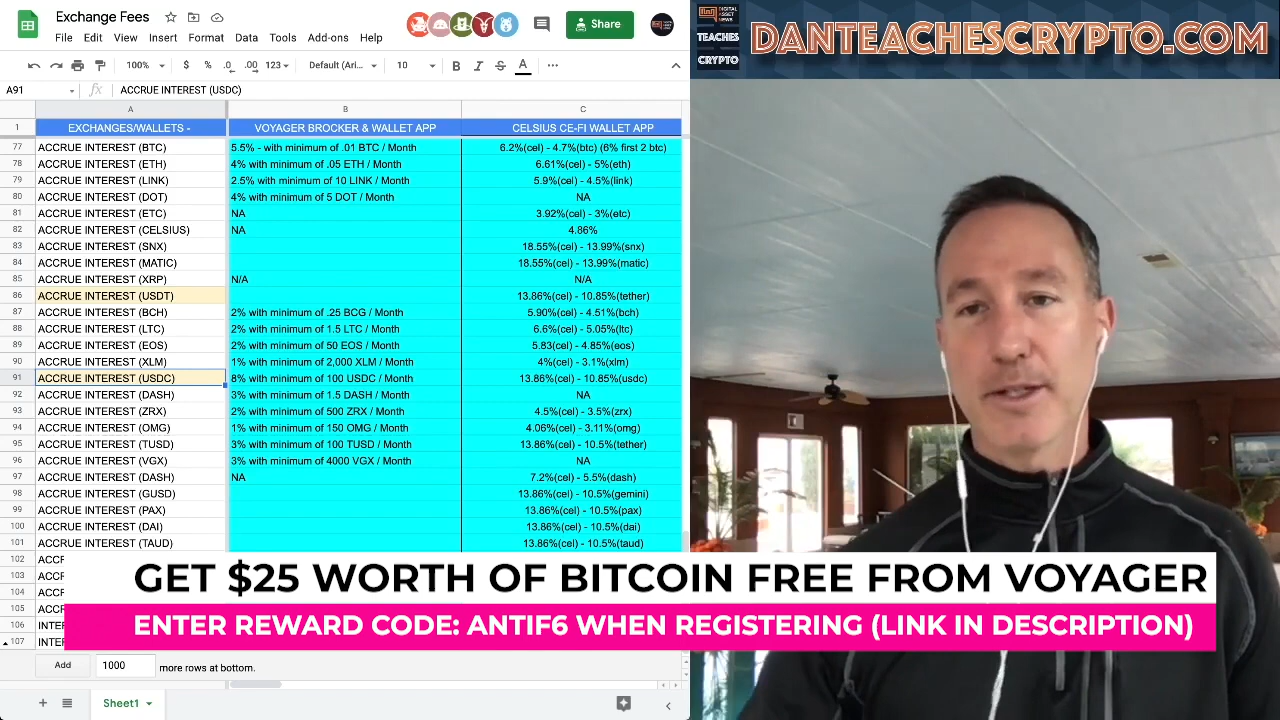 Exchange Fees
File Edit View Insert Format Data Tools Add-ons Help
Share
100% $ % .0 .00 123 Default (Ari... 10 B I S A
A91 fx ACCRUE INTEREST (USDC)
A B C
1 EXCHANGES/WALLETS - VOYAGER BROCKER & WALLET APP CELSIUS CE-FI WALLET APP
77 ACCRUE INTEREST (BTC) 5.5% - with minimum of .01 BTC / Month 6.2%(cel) - 4.7%(btc) (6% first 2 btc)
78 ACCRUE INTEREST (ETH) 4% with minimum of .05 ETH / Month 6.61%(cel) - 5%(eth)
79 ACCRUE INTEREST (LINK) 2.5% with minimum of 10 LINK / Month 5.9%(cel) - 4.5%(link)
80 ACCRUE INTEREST (DOT) 4% with minimum of 5 DOT / Month NA
81 ACCRUE INTEREST (ETC) NA 3.92%(cel) - 3%(etc)
82 ACCRUE INTEREST (CELSIUS) NA 4.86%
83 ACCRUE INTEREST (SNX) 18.55%(cel) - 13.99%(snx)
84 ACCRUE INTEREST (MATIC) 18.55%(cel) - 13.99%(matic)
85 ACCRUE INTEREST (XRP) N/A N/A
86 ACCRUE INTEREST (USDT) 13.86%(cel) - 10.85%(tether)
87 ACCRUE INTEREST (BCH) 2% with minimum of .25 BCG / Month 5.90%(cel) - 4.51%(bch)
88 ACCRUE INTEREST (LTC) 2% with minimum of 1.5 LTC / Month 6.6%(cel) - 5.05%(ltc)
89 ACCRUE INTEREST (EOS) 2% with minimum of 50 EOS / Month 5.83(cel) - 4.85%(eos)
90 ACCRUE INTEREST (XLM) 1% with minimum of 2,000 XLM / Month 4%(cel) - 3.1%(xlm)
91 ACCRUE INTEREST (USDC) 8% with minimum of 100 USDC / Month 13.86%(cel) - 10.85%(usdc)
92 ACCRUE INTEREST (DASH) 3% with minimum of 1.5 DASH / Month NA
93 ACCRUE INTEREST (ZRX) 2% with minimum of 500 ZRX / Month 4.5%(cel) - 3.5%(zrx)
94 ACCRUE INTEREST (OMG) 1% with minimum of 150 OMG / Month 4.06%(cel) - 3.11%(omg)
95 ACCRUE INTEREST (TUSD) 3% with minimum of 100 TUSD / Month 13.86%(cel) - 10.5%(tether)
96 ACCRUE INTEREST (VGX) 3% with minimum of 4000 VGX / Month NA
97 ACCRUE INTEREST (DASH) NA 7.2%(cel) - 5.5%(dash)
98 ACCRUE INTEREST (GUSD) 13.86%(cel) - 10.5%(gemini)
99 ACCRUE INTEREST (PAX) 13.86%(cel) - 10.5%(pax)
100 ACCRUE INTEREST (DAI) 13.86%(cel) - 10.5%(dai)
101 ACCRUE INTEREST (TAUD) 13.86%(cel) - 10.5%(taud)
102 ACCF
103 ACCF
104 ACCF
105 ACCF
106 INTE
107 INTE
Add 1000 more rows at bottom.
Sheet1
DIGITAL ASSET NEWS
TEACHES
CRYPTO
DANTEACHESCRYPTO.COM
GET $25 WORTH OF BITCOIN FREE FROM VOYAGER
ENTER REWARD CODE: ANTIF6 WHEN REGISTERING (LINK IN DESCRIPTION)